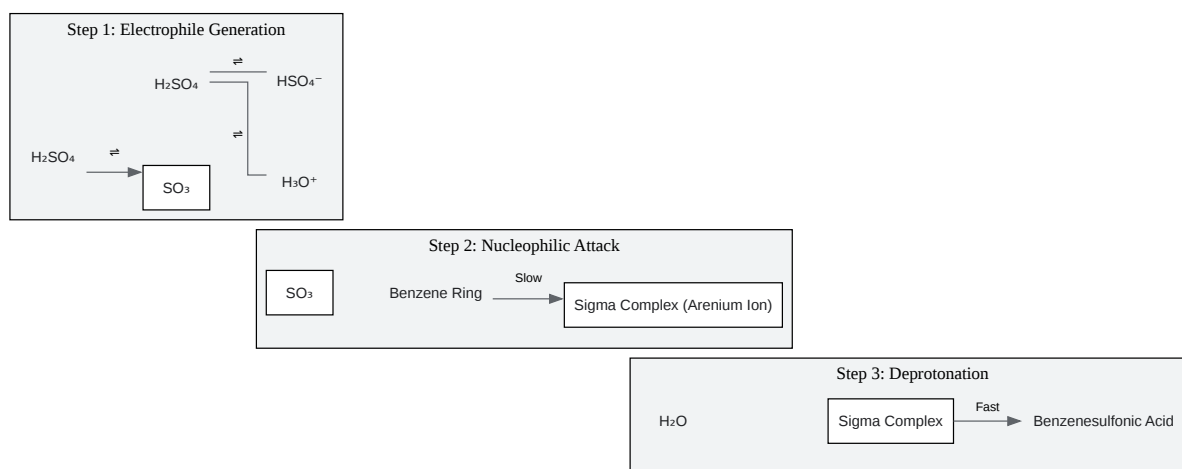 Step 1: Electrophile Generation
⇌
H₂SO₄
HSO₄⁻
⇌
H₂SO₄
⇌
SO₃
H₃O⁺
Step 2: Nucleophilic Attack
SO₃
Benzene Ring
Slow
Sigma Complex (Arenium Ion)
Step 3: Deprotonation
H₂O
Sigma Complex
Fast
Benzenesulfonic Acid